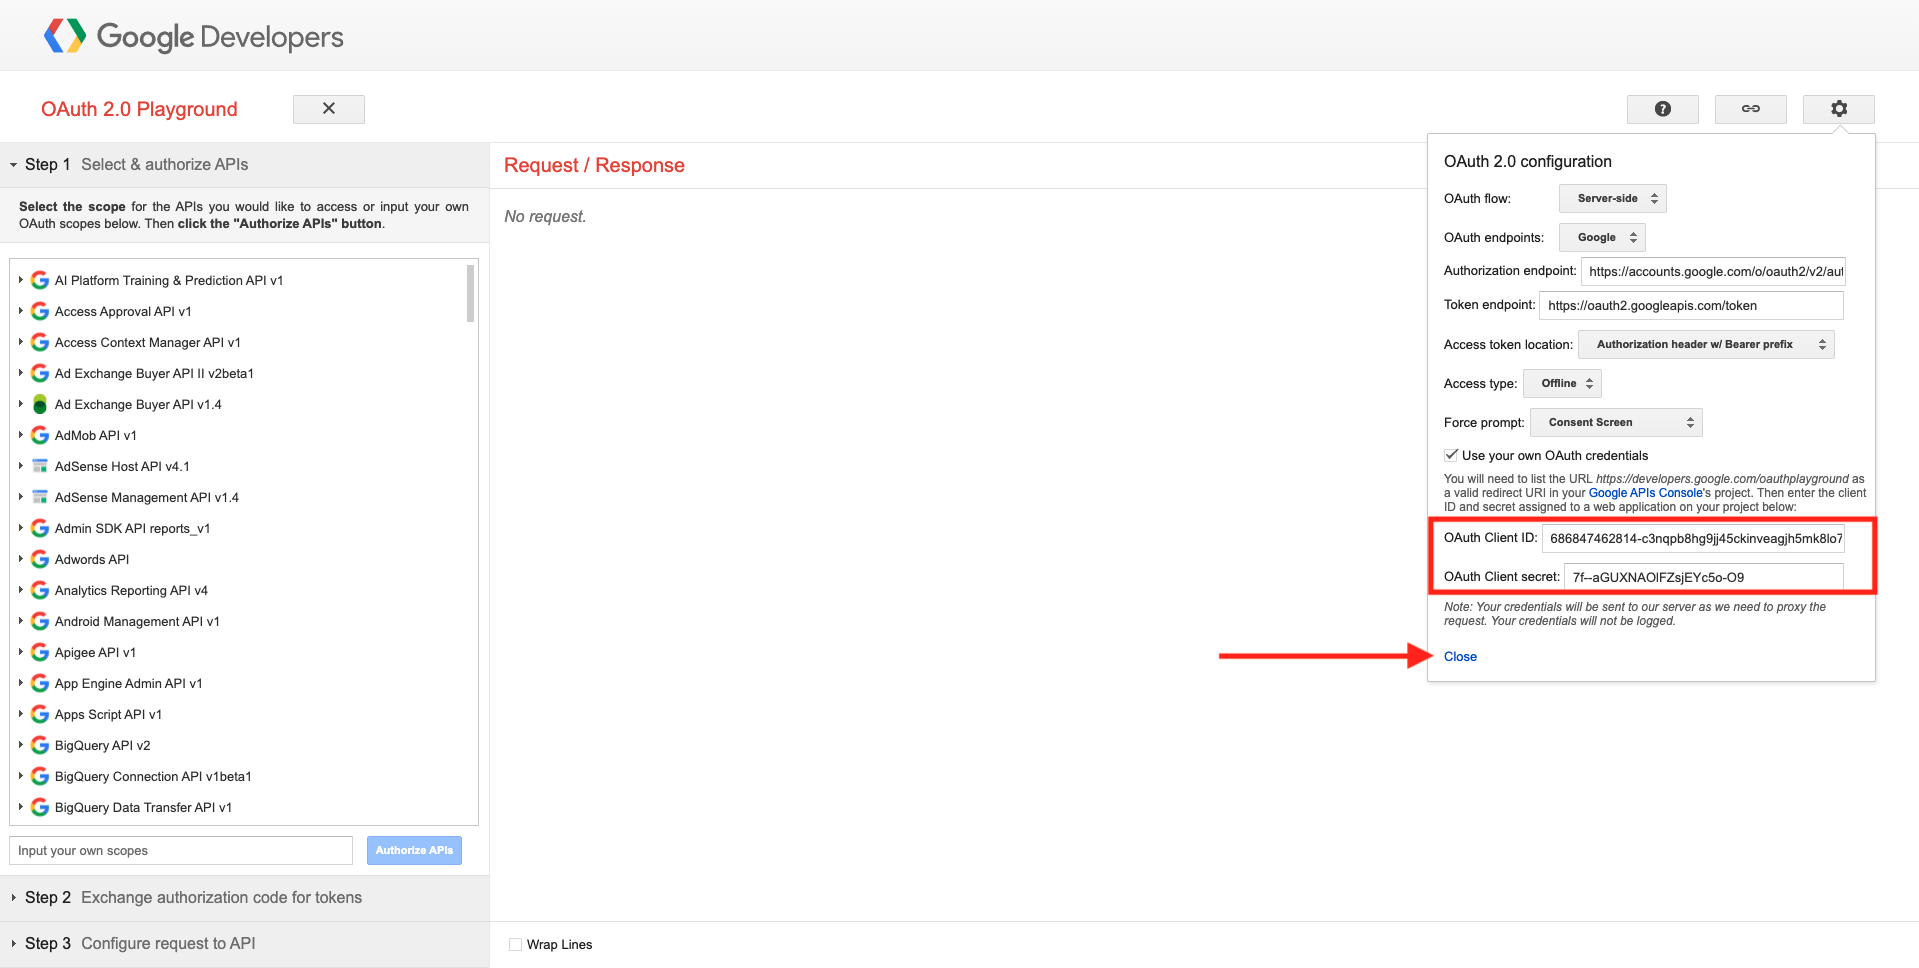 Google Developers
OAuth 2.0 Playground
Step 1 Select & authorize APIs
Select the scope for the APIs you would like to access or input your own
OAuth scopes below. Then click the "Authorize APIs" button.
AI Platform Training & Prediction API v1
Access Approval API v1
Access Context Manager API v1
Ad Exchange Buyer API II v2beta1
Ad Exchange Buyer API v1.4
AdMob API v1
AdSense Host API v4.1
AdSense Management API v1.4
Admin SDK API reports_v1
Adwords API
Analytics Reporting API v4
Android Management API v1
Apigee API v1
App Engine Admin API v1
Apps Script API v1
BigQuery API v2
BigQuery Connection API v1beta1
BigQuery Data Transfer API v1
Input your own scopes
Authorize APIs
Step 2 Exchange authorization code for tokens
Step 3 Configure request to API
Request / Response
No request.
Wrap Lines
OAuth 2.0 configuration
OAuth flow: Server-side
OAuth endpoints: Google
Authorization endpoint: https://accounts.google.com/o/oauth2/v2/aut
Token endpoint: https://oauth2.googleapis.com/token
Access token location: Authorization header w/ Bearer prefix
Access type: Offline
Force prompt: Consent Screen
Use your own OAuth credentials
You will need to list the URL https://developers.google.com/oauthplayground as
a valid redirect URI in your Google APIs Console's project. Then enter the client
ID and secret assigned to a web application on your project below:
OAuth Client ID: 686847462814-c3nqpb8hg9jj45ckinveagjh5mk8lo7
OAuth Client secret: 7f--aGUXNAOlFZsjEYc5o-O9
Note: Your credentials will be sent to our server as we need to proxy the
request. Your credentials will not be logged.
Close